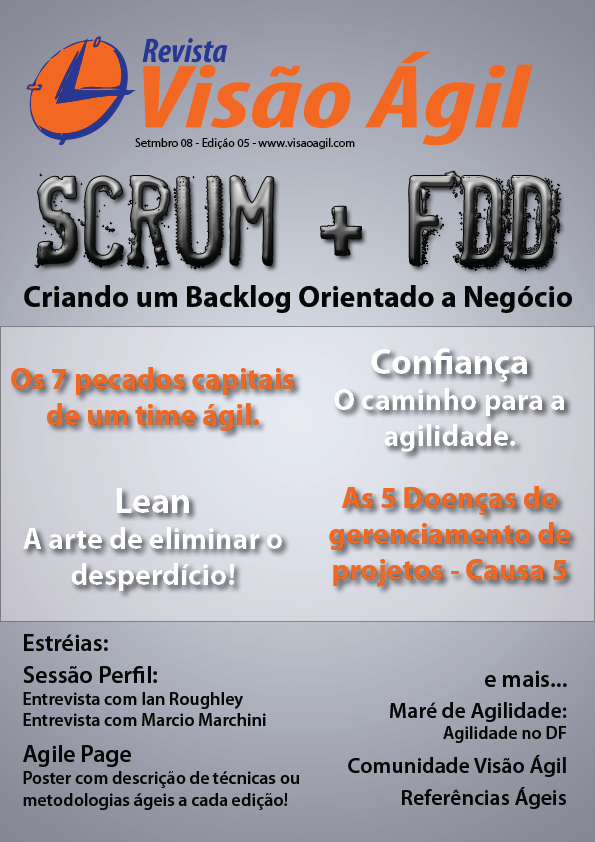 Revista
Visão Ágil
Setmbro 08 - Edição 05 - www.visaoagil.com
SCRUM + FDD
Criando um Backlog Orientado a Negócio
Os 7 pecados capitais
de um time ágil.
Confiança
O caminho para a
agilidade.
Lean
A arte de eliminar o
desperdício!
As 5 Doenças do
gerenciamento de
projetos - Causa 5
Estréias:
Sessão Perfil:
Entrevista com Ian Roughley
Entrevista com Marcio Marchini
Agile Page
Poster com descrição de técnicas ou
metodologias ágeis a cada edição!
e mais...
Maré de Agilidade:
Agilidade no DF
Comunidade Visão Ágil
Referências Ágeis